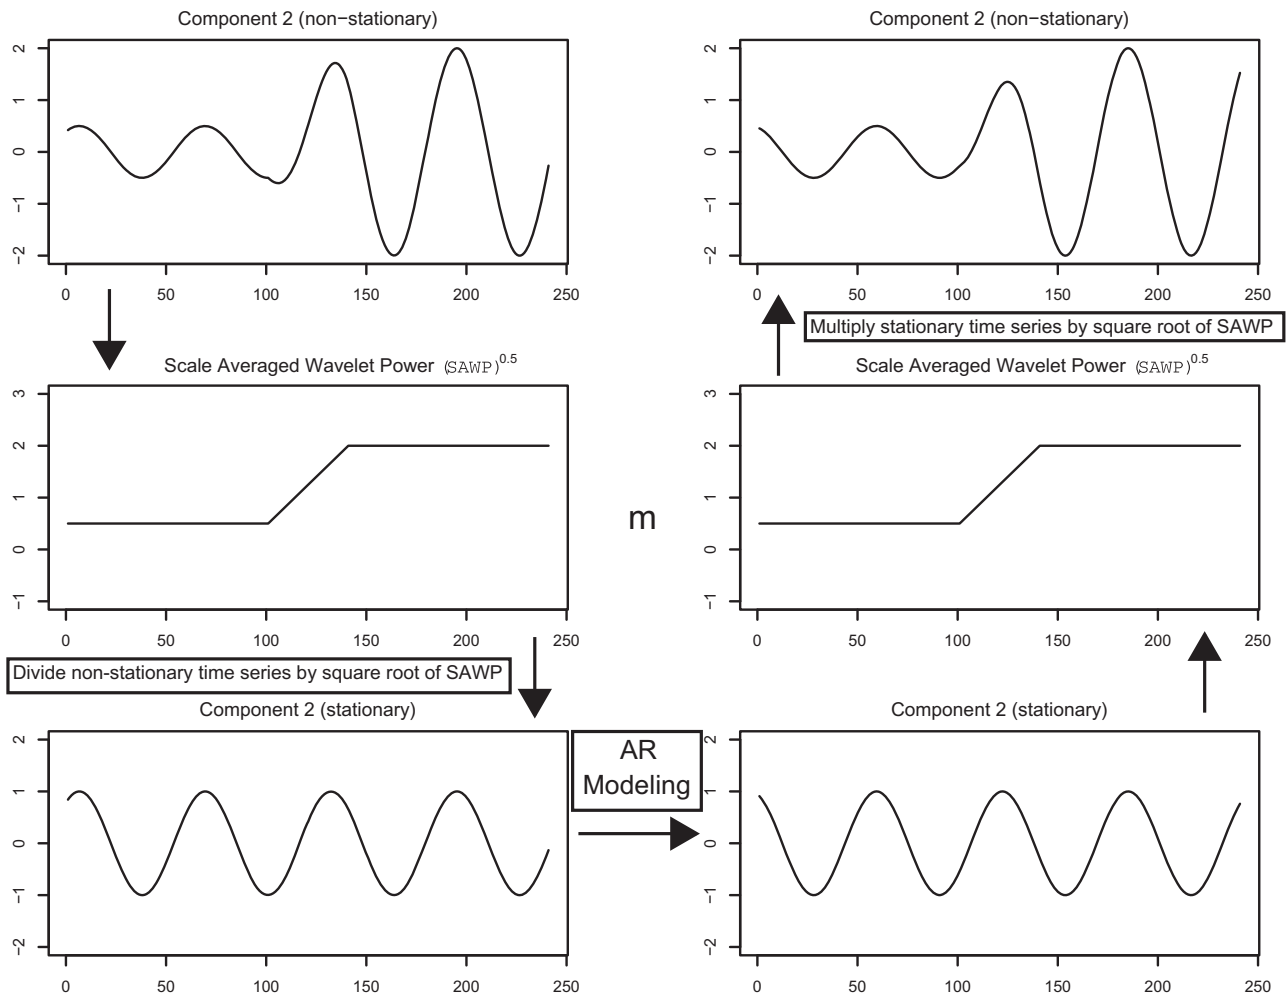 Component 2 (non−stationary)
2
1
0
−1
−2
0 50 100 150 200 250
Component 2 (non−stationary)
2
1
0
−1
−2
0 50 100 150 200 250
Multiply stationary time series by square root of SAWP
Scale Averaged Wavelet Power (SAWP)^0.5
3
2
1
0
−1
0 50 100 150 200 250
m
Scale Averaged Wavelet Power (SAWP)^0.5
3
2
1
0
−1
0 50 100 150 200 250
Divide non-stationary time series by square root of SAWP
Component 2 (stationary)
2
1
0
−1
−2
0 50 100 150 200 250
AR
Modeling
Component 2 (stationary)
2
1
0
−1
−2
0 50 100 150 200 250